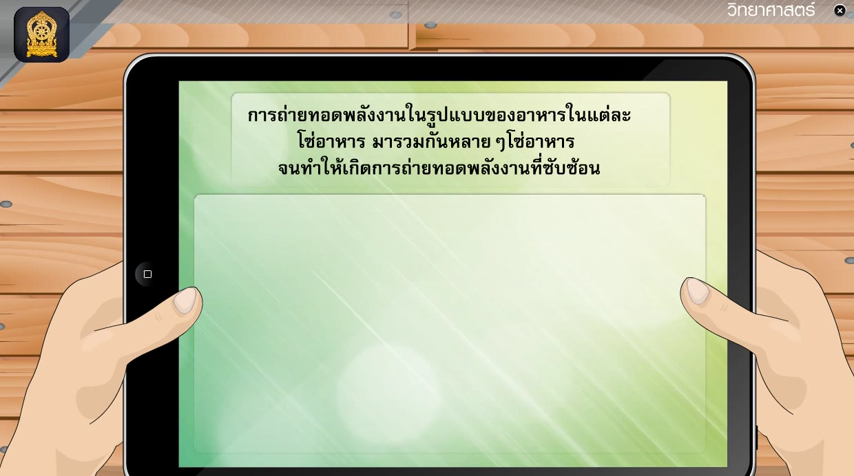 วิทยาศาสตร์
การถ่ายทอดพลังงานในรูปแบบของอาหารในแต่ละ
โซ่อาหาร มารวมกันหลาย ๆโซ่อาหาร
จนทำให้เกิดการถ่ายทอดพลังงานที่ซับซ้อน